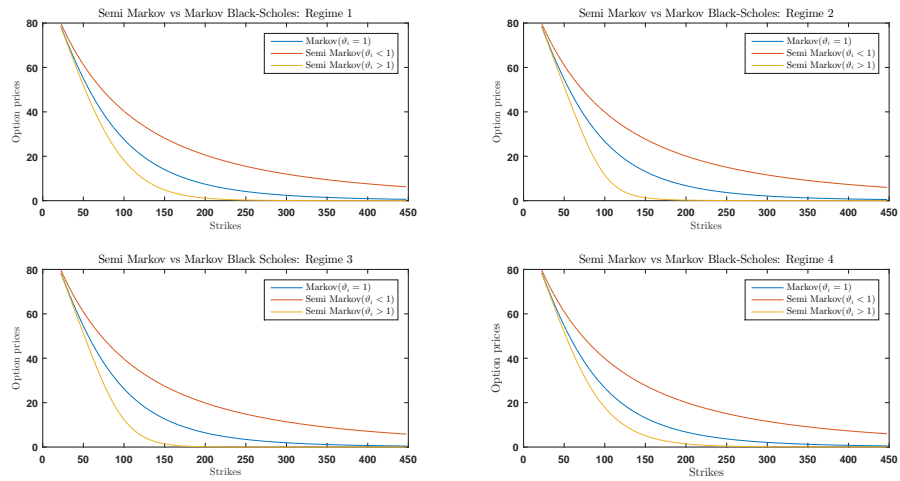 Semi Markov vs Markov Black-Scholes: Regime 1
Option prices
80
60
40
20
0
Markov(ϑᵢ = 1)
Semi Markov(ϑᵢ < 1)
Semi Markov(ϑᵢ > 1)
0 50 100 150 200 250 300 350 400 450
Strikes
Semi Markov vs Markov Black-Scholes: Regime 2
Option prices
80
60
40
20
0
Markov(ϑᵢ = 1)
Semi Markov(ϑᵢ < 1)
Semi Markov(ϑᵢ > 1)
0 50 100 150 200 250 300 350 400 450
Strikes
Semi Markov vs Markov Black Scholes: Regime 3
Option prices
80
60
40
20
0
Markov(ϑᵢ = 1)
Semi Markov(ϑᵢ < 1)
Semi Markov(ϑᵢ > 1)
0 50 100 150 200 250 300 350 400 450
Strikes
Semi Markov vs Markov Black-Scholes: Regime 4
Option prices
80
60
40
20
0
Markov(ϑᵢ = 1)
Semi Markov(ϑᵢ < 1)
Semi Markov(ϑᵢ > 1)
0 50 100 150 200 250 300 350 400 450
Strikes